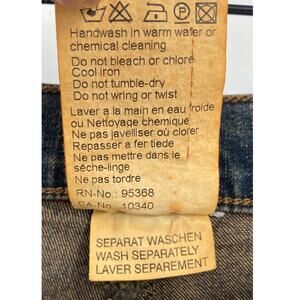 Handwash in warm water or
chemical cleaning
Do not bleach or chlore
Cool iron
Do not tumble-dry
Do not wring or twist
Laver a la main en eau froide
ou Nettoyage chemique
Ne pas javelliser où clorer
Repasser a fer tiede
Ne pas mettre dans le
sêche-linge
Ne pas tordre
RN-No.: 95368
CA-No.: 10340
SEPARAT WASCHEN
WASH SEPARATELY
LAVER SEPAREMENT